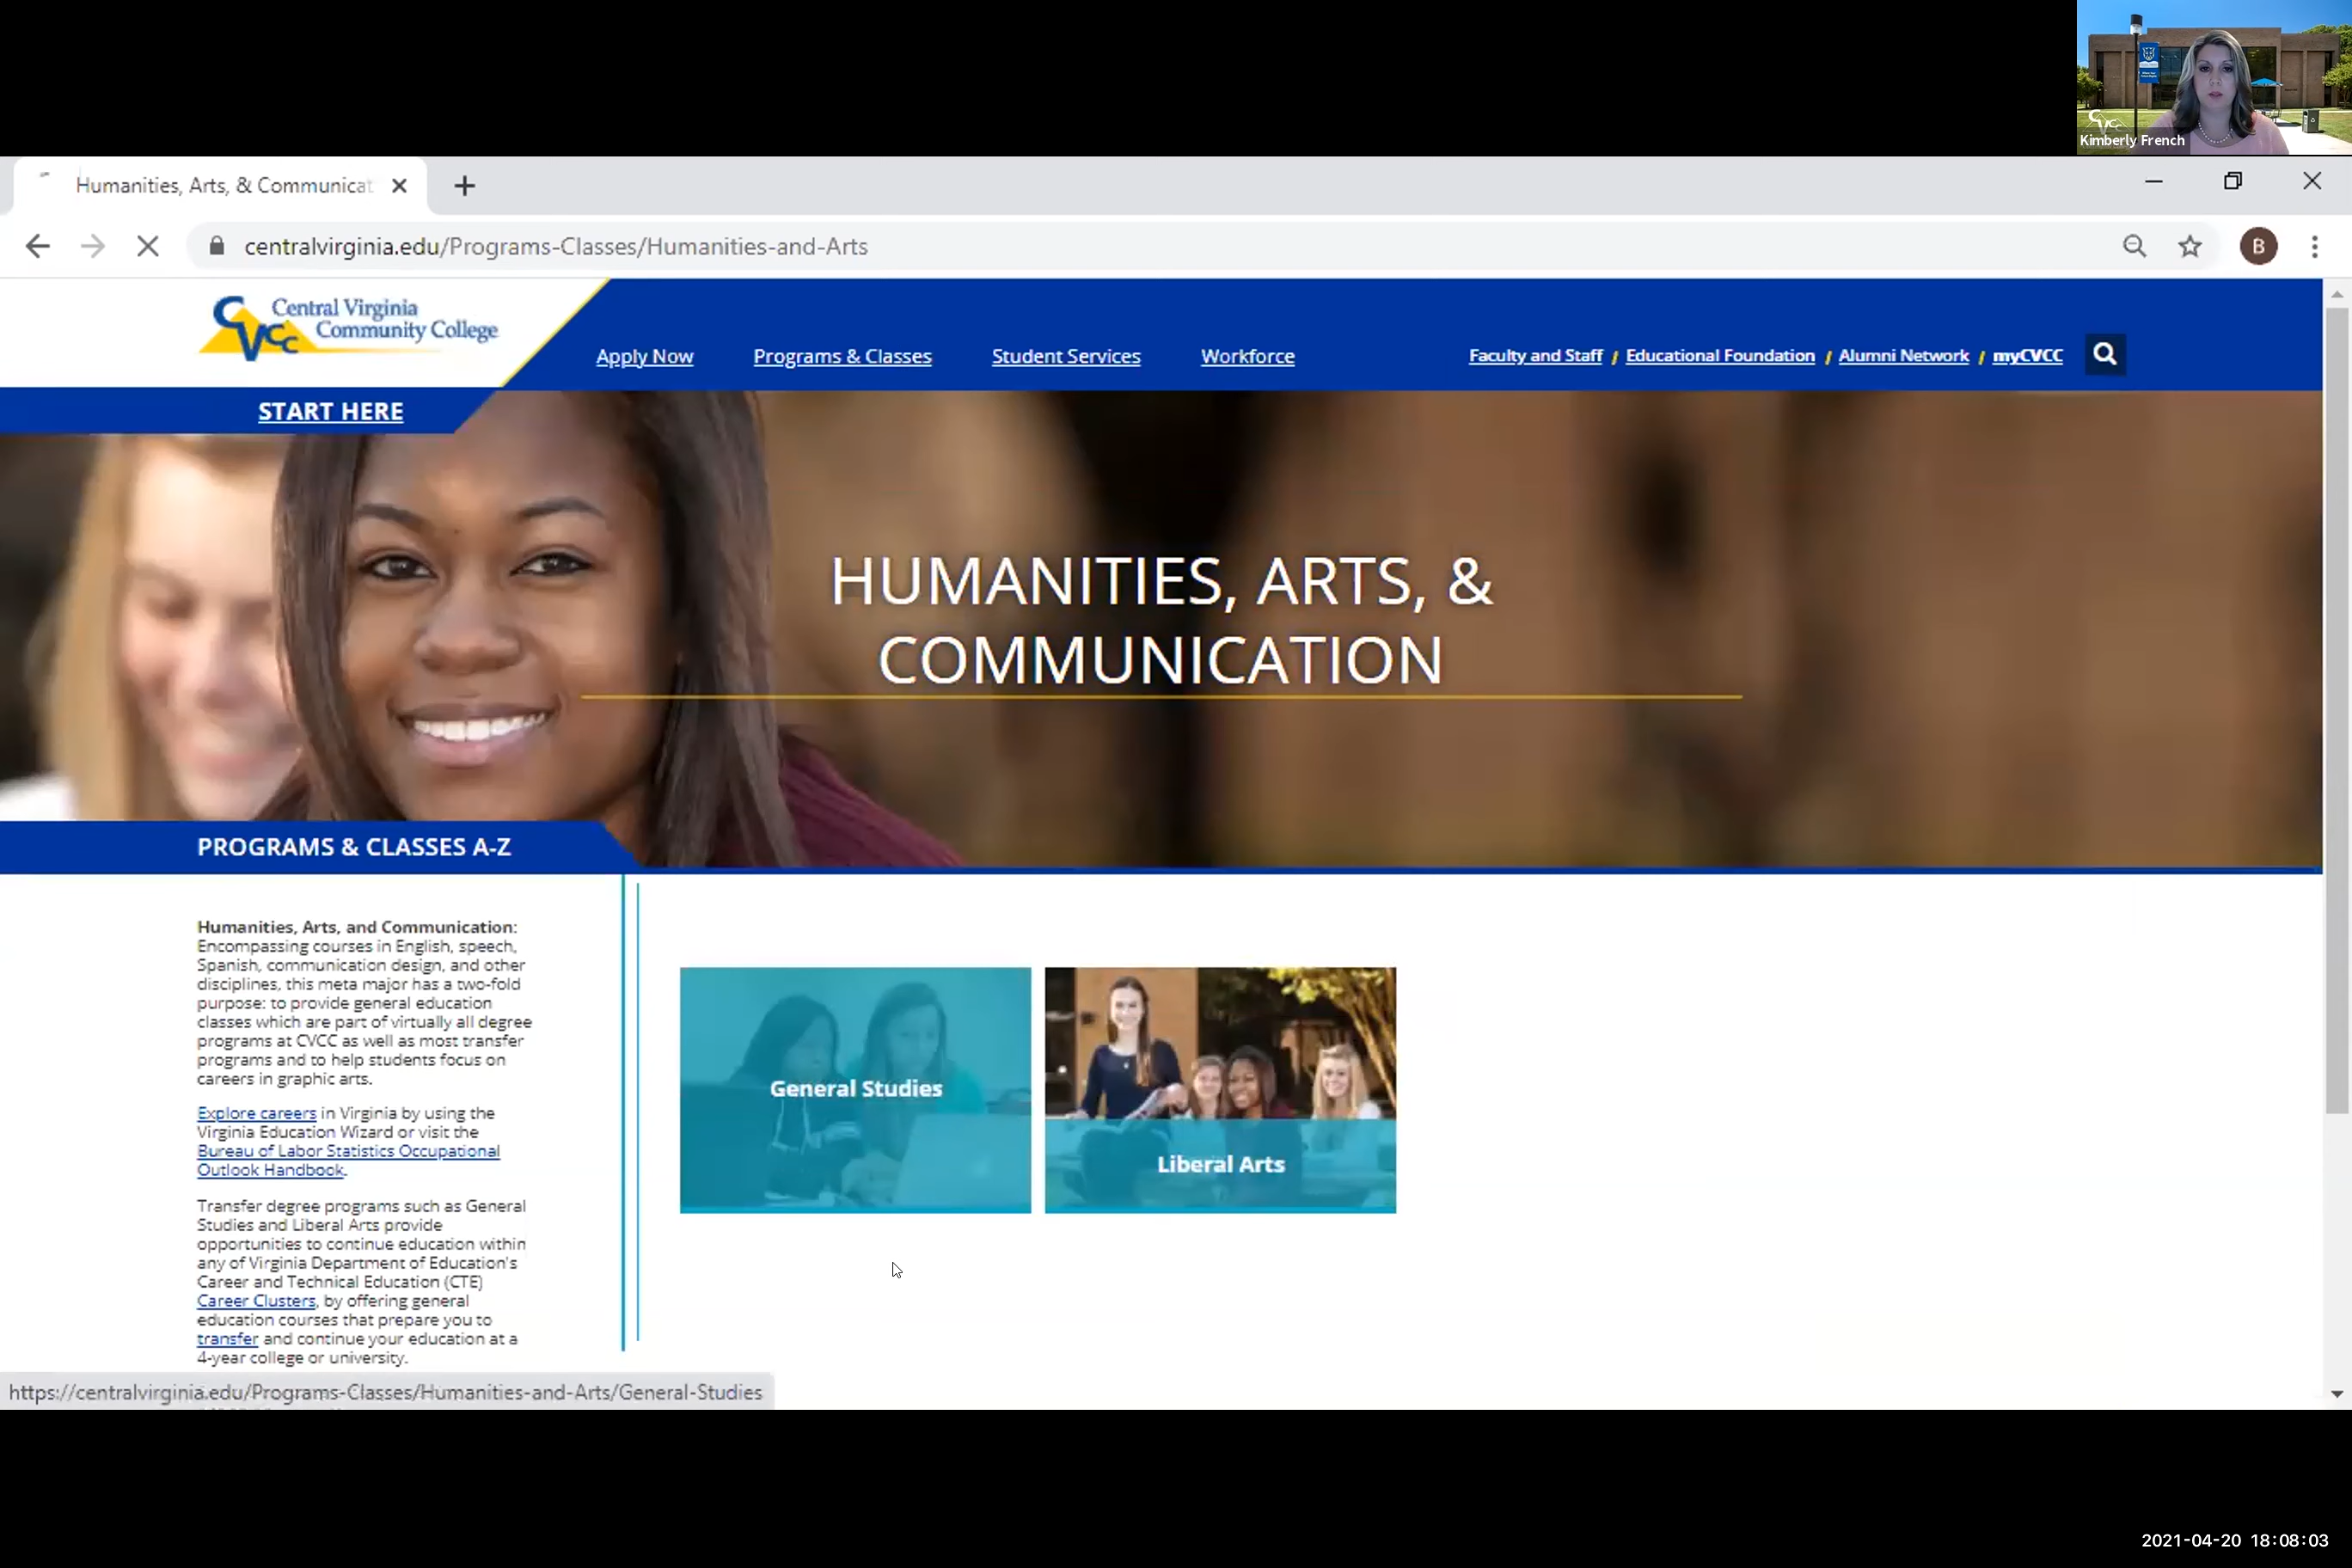 Kimberly French
Humanities, Arts, & Communicat
centralvirginia.edu/Programs-Classes/Humanities-and-Arts
B
CVCC
Central Virginia
Community College
Apply Now
Programs & Classes
Student Services
Workforce
Faculty and Staff / Educational Foundation / Alumni Network / myCVCC
START HERE
HUMANITIES, ARTS, &
COMMUNICATION
PROGRAMS & CLASSES A-Z
Humanities, Arts, and Communication:
Encompassing courses in English, speech,
Spanish, communication design, and other
disciplines, this meta major has a two-fold
purpose: to provide general education
classes which are part of virtually all degree
programs at CVCC as well as most transfer
programs and to help students focus on
careers in graphic arts.
Explore careers in Virginia by using the
Virginia Education Wizard or visit the
Bureau of Labor Statistics Occupational
Outlook Handbook.
Transfer degree programs such as General
Studies and Liberal Arts provide
opportunities to continue education within
any of Virginia Department of Education's
Career and Technical Education (CTE)
Career Clusters, by offering general
education courses that prepare you to
transfer and continue your education at a
4-year college or university.
General Studies
Liberal Arts
https://centralvirginia.edu/Programs-Classes/Humanities-and-Arts/General-Studies
2021-04-20 18:08:03